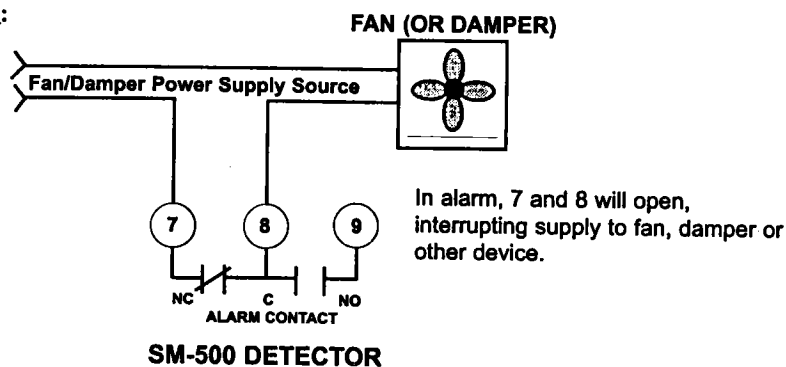 :
FAN (OR DAMPER)
Fan/Damper Power Supply Source
7
8
9
In alarm, 7 and 8 will open,
interrupting supply to fan, damper or
other device.
NC
C
NO
ALARM CONTACT
SM-500 DETECTOR